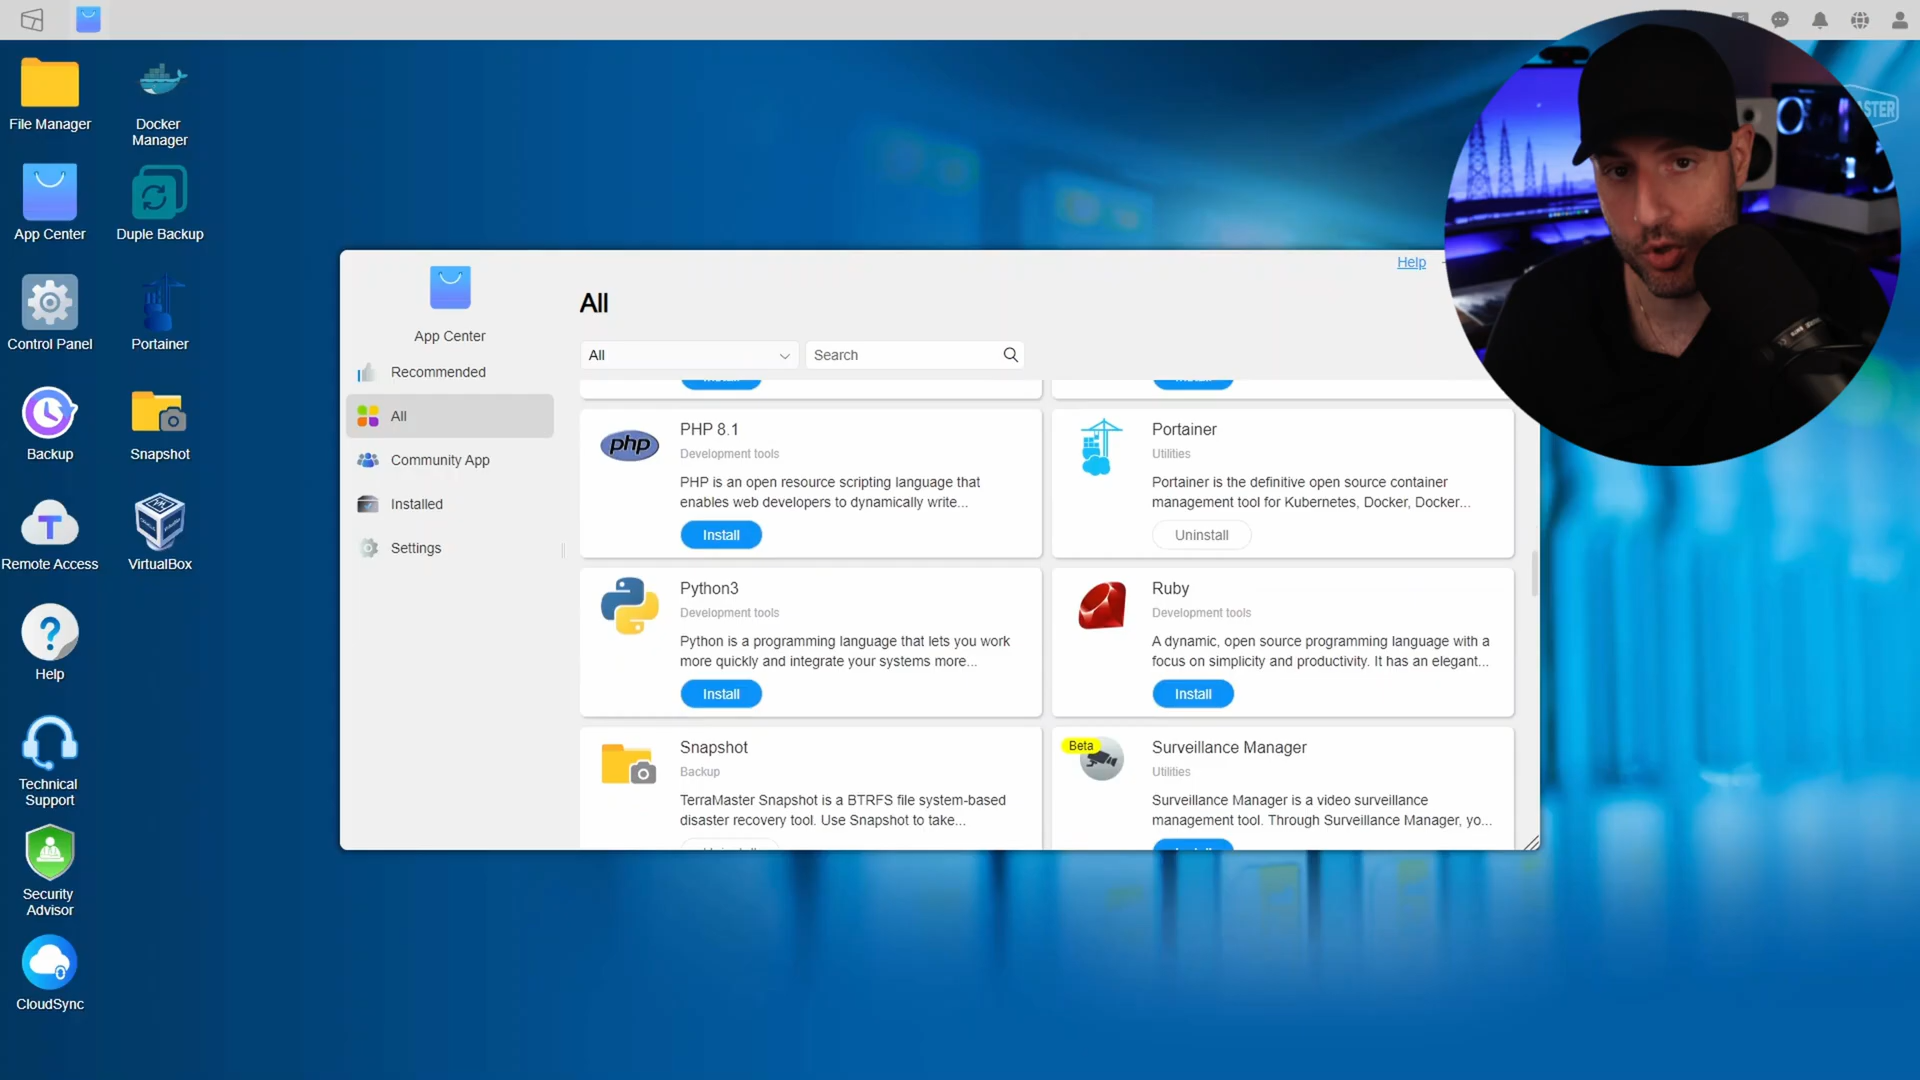 File Manager
Docker
Manager
App Center
Duple Backup
Control Panel
Portainer
Backup
Snapshot
Remote Access
VirtualBox
Help
Technical
Support
Security
Advisor
CloudSync
App Center
Recommended
All
Community App
Installed
Settings
Help
All
All
Search
PHP 8.1
Development tools
PHP is an open resource scripting language that
enables web developers to dynamically write...
Install
Portainer
Utilities
Portainer is the definitive open source container
management tool for Kubernetes, Docker, Docker...
Uninstall
Python3
Development tools
Python is a programming language that lets you work
more quickly and integrate your systems more...
Install
Ruby
Development tools
A dynamic, open source programming language with a
focus on simplicity and productivity. It has an elegant...
Install
Snapshot
Backup
TerraMaster Snapshot is a BTRFS file system-based
disaster recovery tool. Use Snapshot to take...
Beta
Surveillance Manager
Utilities
Surveillance Manager is a video surveillance
management tool. Through Surveillance Manager, yo...
php
T
ASTER